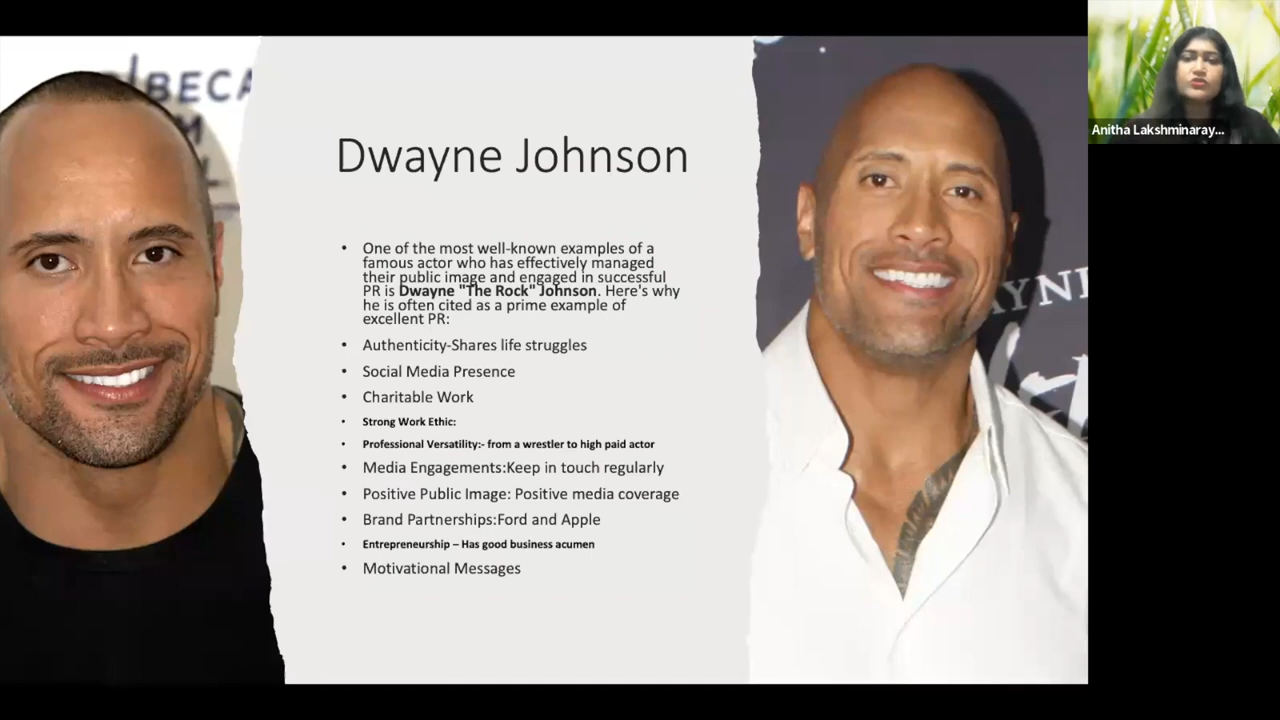 BECA
M
Dwayne Johnson
• One of the most well-known examples of a
famous actor who has effectively managed
their public image and engaged in successful
PR is Dwayne "The Rock" Johnson. Here's why
he is often cited as a prime example of
excellent PR:
• Authenticity-Shares life struggles
• Social Media Presence
• Charitable Work
• Strong Work Ethic:
• Professional Versatility:- from a wrestler to high paid actor
• Media Engagements:Keep in touch regularly
• Positive Public Image: Positive media coverage
• Brand Partnerships:Ford and Apple
• Entrepreneurship – Has good business acumen
• Motivational Messages
AYNE
Anitha Lakshminaray...